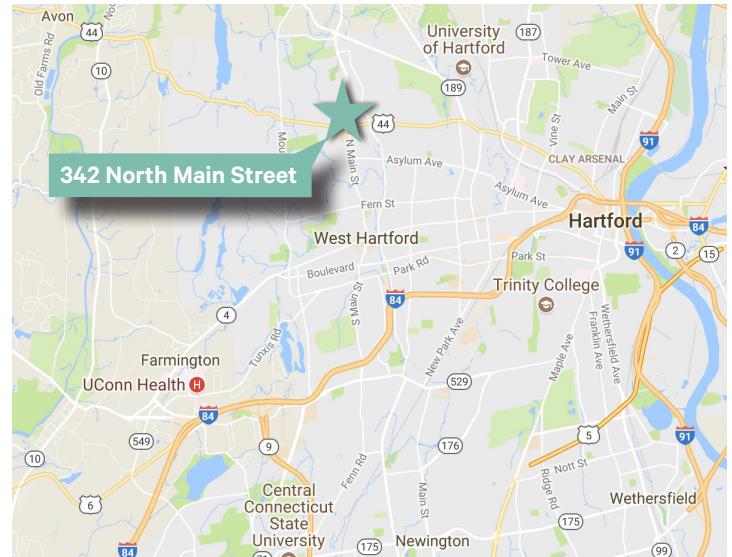 Avon
44
Nod
10
Old Farms Rd
University
of Hartford
187
189
Tower Ave
Main St
44
91
342 North Main Street
N Main St
Asylum Ave
Vine St
CLAY ARSENAL
Asylum Ave
Fern St
Hartford
West Hartford
84
91
2
15
Park St
Boulevard
Park Rd
Trinity College
S Main St
84
4
Tunxis Rd
New Park Ave
Maple Ave
Franklin Ave
Wethersfield Ave
Farmington
UConn Health
H
529
84
549
9
5
91
10
176
Fenn Rd
Main St
Ridge Rd
Nott St
6
Central
Connecticut
State
University
Wethersfield
175
175
Newington
99
84